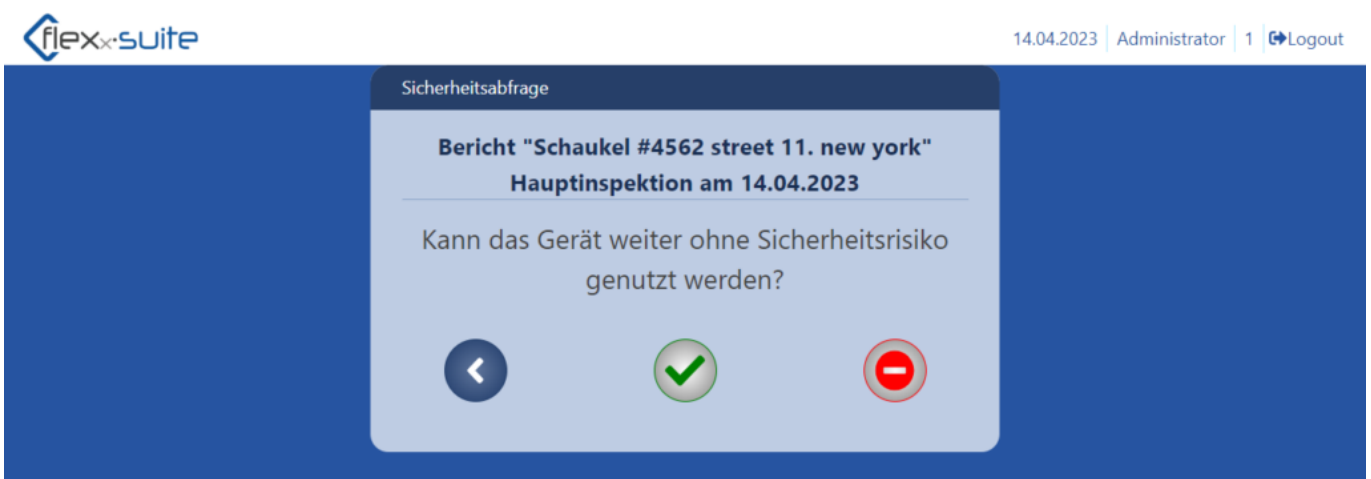 flexx·suite
14.04.2023 Administrator 1 Logout
Sicherheitsabfrage
Bericht "Schaukel #4562 street 11. new york"
Hauptinspektion am 14.04.2023
Kann das Gerät weiter ohne Sicherheitsrisiko
genutzt werden?